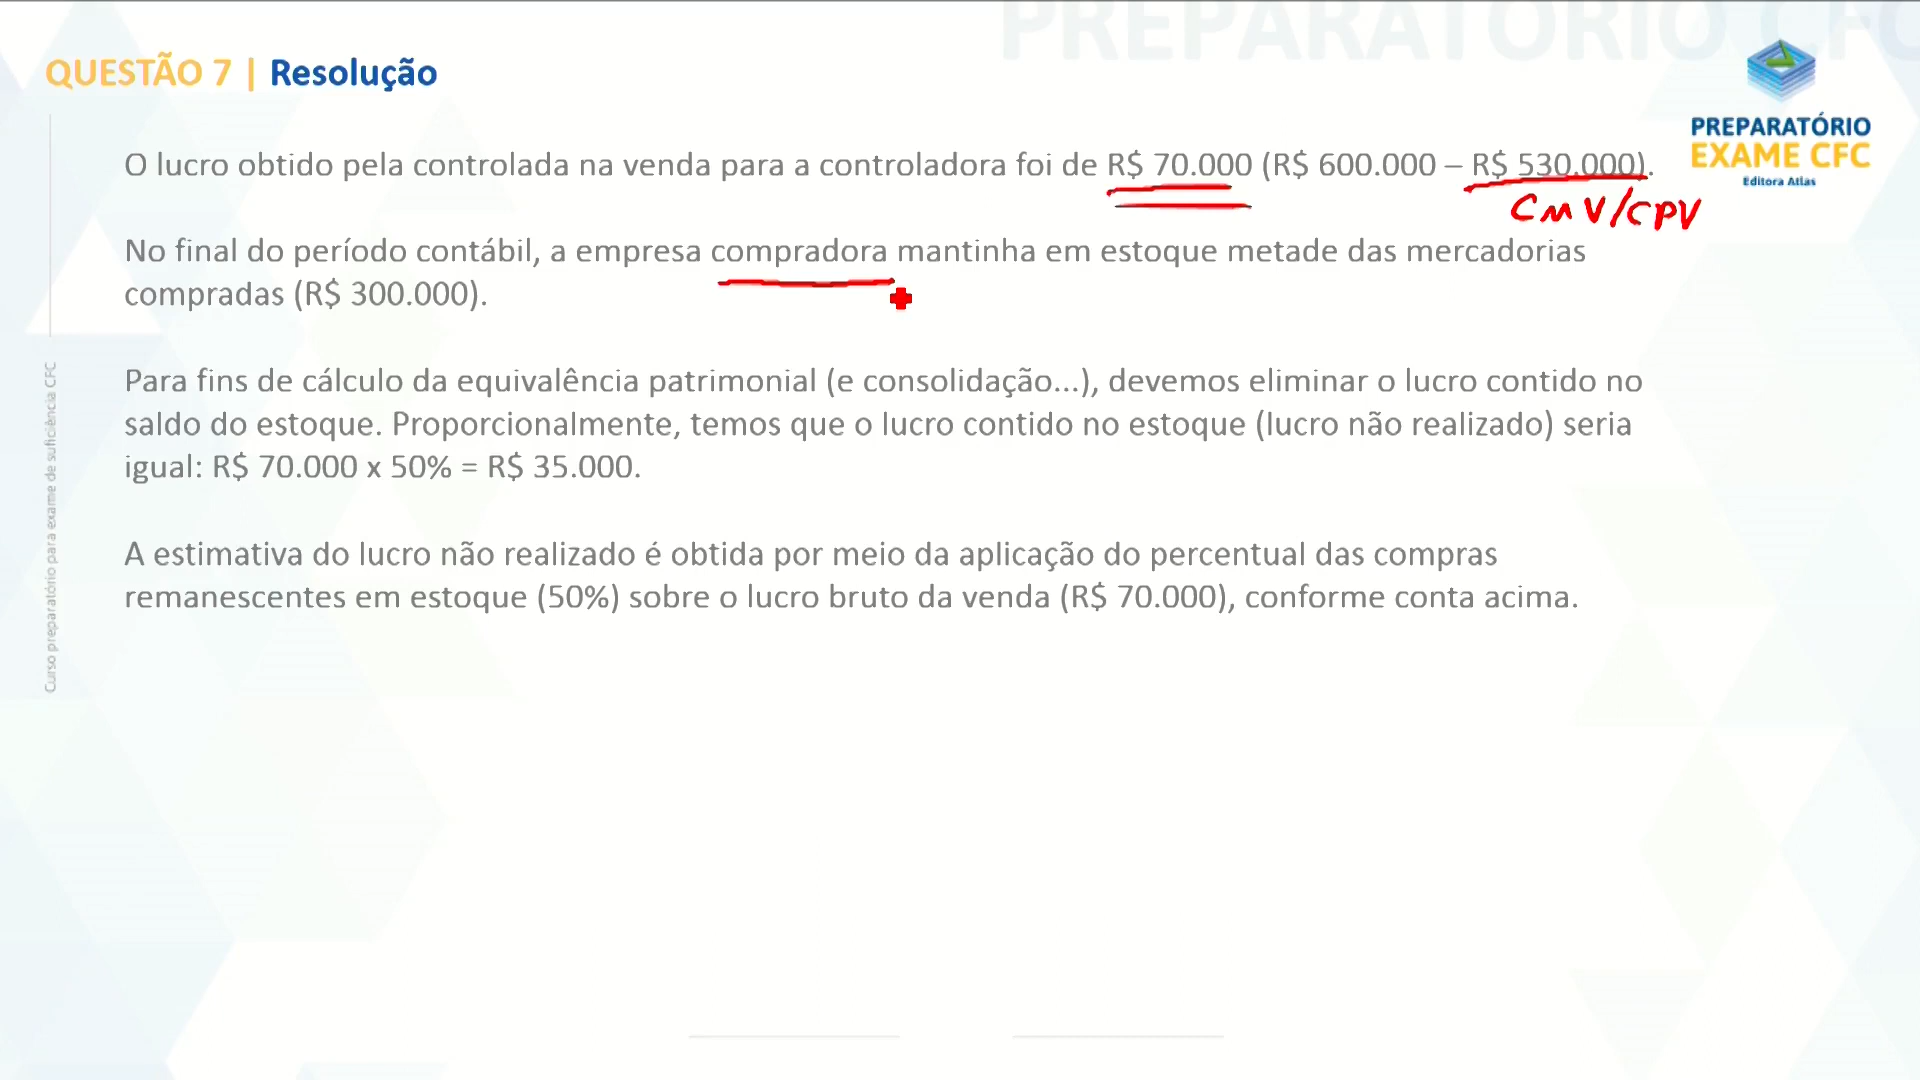 PREPARATÓRIO CFC
QUESTÃO 7 | Resolução
PREPARATÓRIO
EXAME CFC
Editora Atlas
O lucro obtido pela controlada na venda para a controladora foi de R$ 70.000 (R$ 600.000 – R$ 530.000).
CMV/CPV
No final do período contábil, a empresa compradora mantinha em estoque metade das mercadorias
compradas (R$ 300.000).
Para fins de cálculo da equivalência patrimonial (e consolidação...), devemos eliminar o lucro contido no
saldo do estoque. Proporcionalmente, temos que o lucro contido no estoque (lucro não realizado) seria
igual: R$ 70.000 x 50% = R$ 35.000.
A estimativa do lucro não realizado é obtida por meio da aplicação do percentual das compras
remanescentes em estoque (50%) sobre o lucro bruto da venda (R$ 70.000), conforme conta acima.
Curso preparatório para exame de suficiência CFC